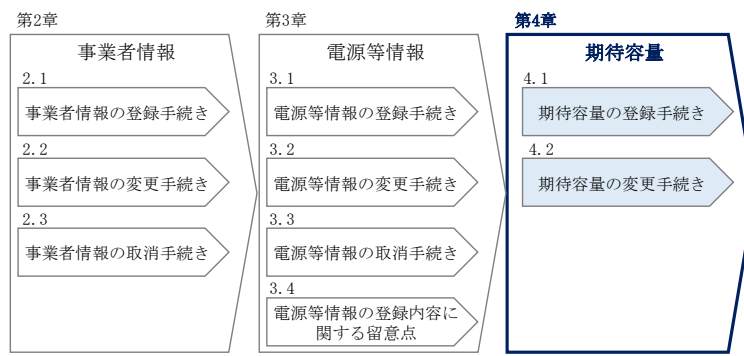 第2章
事業者情報
2.1
事業者情報の登録手続き
2.2
事業者情報の変更手続き
2.3
事業者情報の取消手続き
第3章
電源等情報
3.1
電源等情報の登録手続き
3.2
電源等情報の変更手続き
3.3
電源等情報の取消手続き
3.4
電源等情報の登録内容に
関する留意点
第4章
期待容量
4.1
期待容量の登録手続き
4.2
期待容量の変更手続き